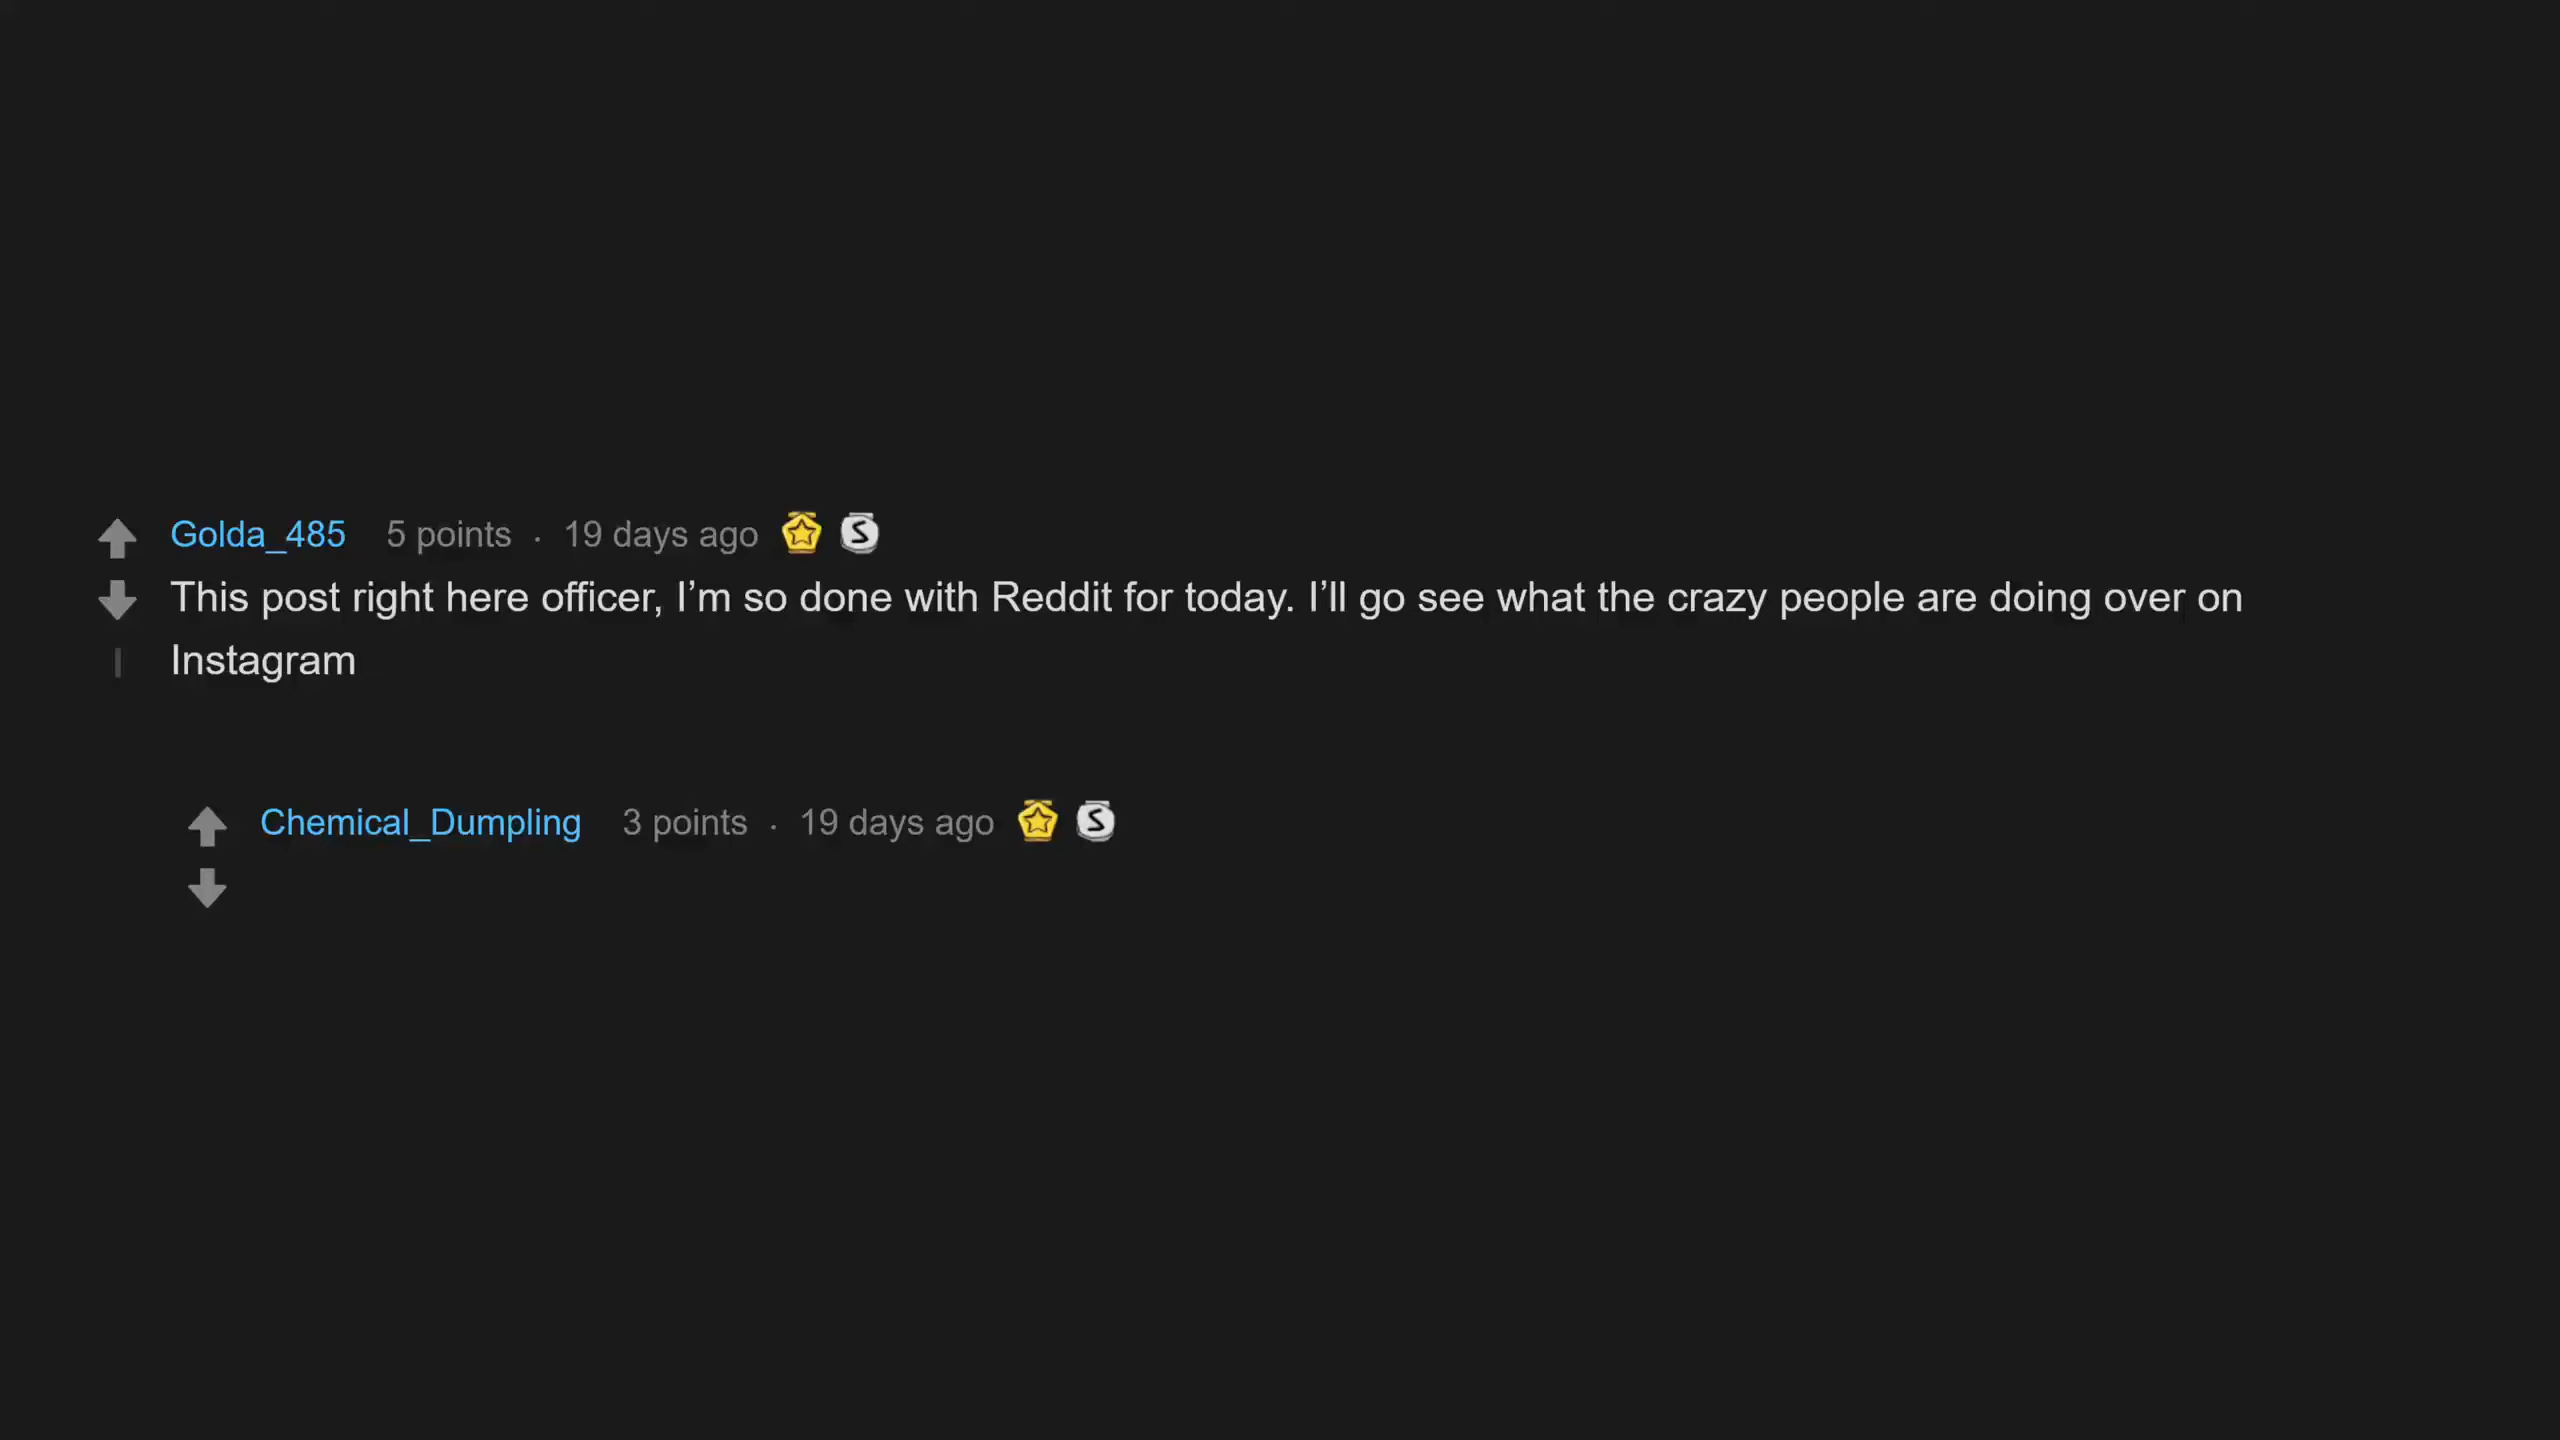 Golda_485 5 points · 19 days ago S
This post right here officer, I’m so done with Reddit for today. I’ll go see what the crazy people are doing over on
Instagram
Chemical_Dumpling 3 points · 19 days ago S